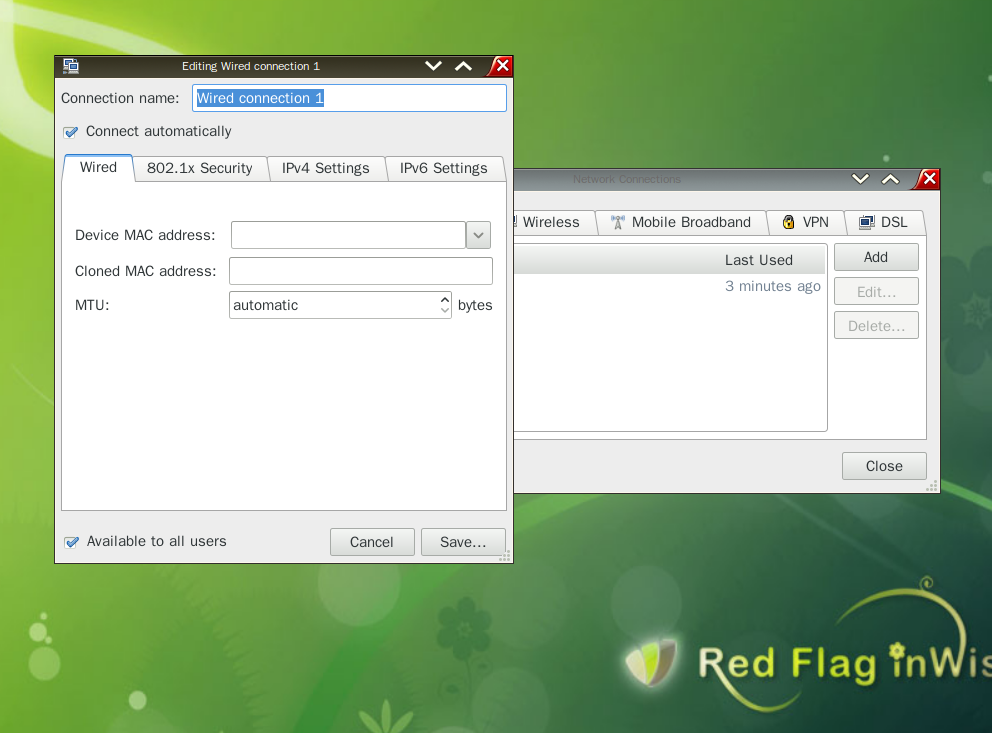 Editing Wired connection 1
Connection name: Wired connection 1
Connect automatically
Wired 802.1x Security IPv4 Settings IPv6 Settings
Device MAC address:
Cloned MAC address:
MTU: automatic bytes
Available to all users Cancel Save...
Network Connections
Wireless Mobile Broadband VPN DSL
Last Used Add
3 minutes ago Edit...
Delete...
Close
Red Flag inWis